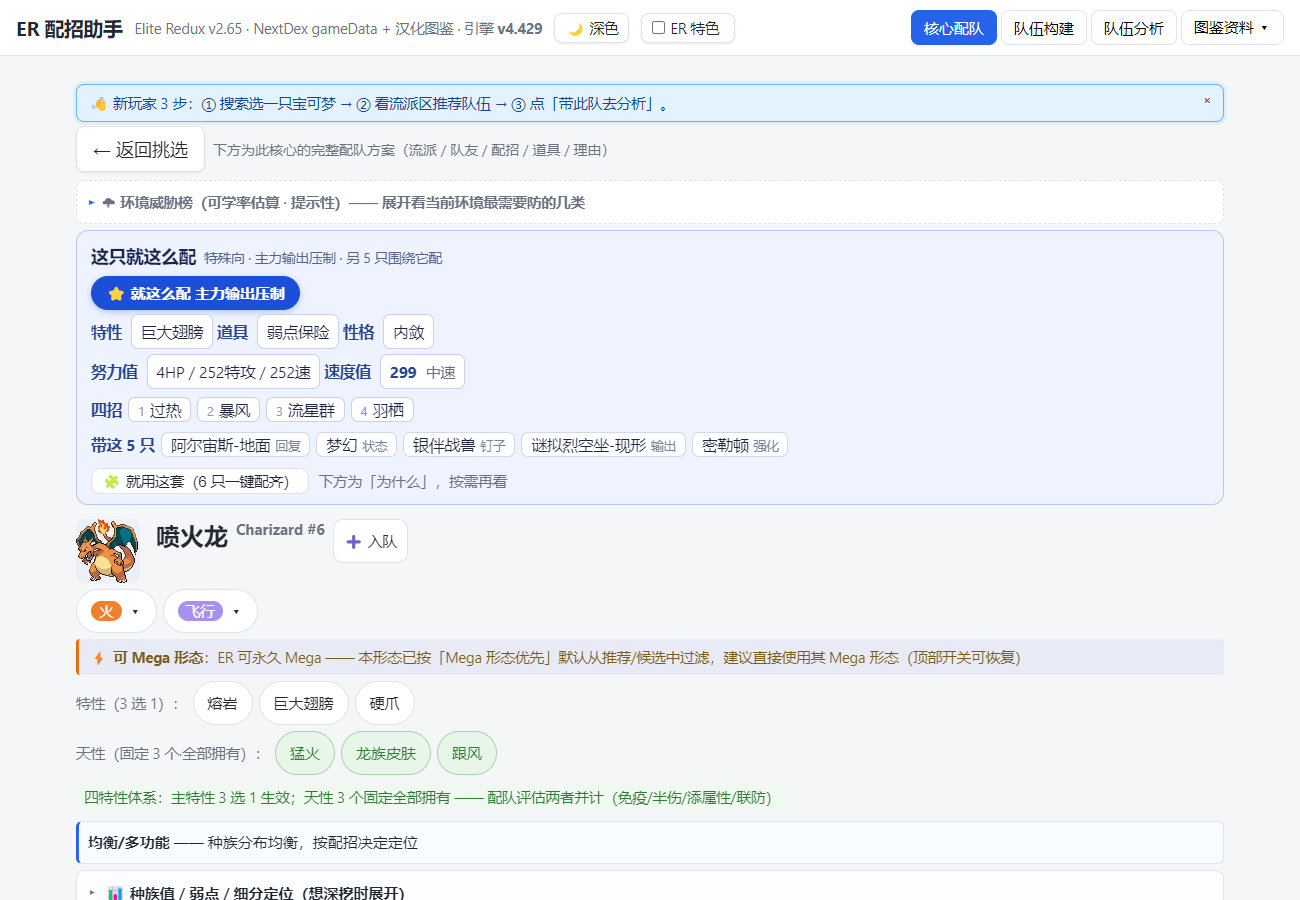 ER 配招助手 Elite Redux v2.65 · NextDex gameData + 汉化图鉴 · 引擎 v4.429 🌙 深色 ER 特色 核心配队 队伍构建 队伍分析 图鉴资料 ▾
👋 新玩家 3 步：① 搜索选一只宝可梦 → ② 看流派区推荐队伍 → ③ 点「带此队去分析」。 ×
← 返回挑选 下方为此核心的完整配队方案（流派 / 队友 / 配招 / 道具 / 理由）
▸ 🌩 环境威胁榜（可学率估算 · 提示性）—— 展开看当前环境最需要防的几类
这只就这么配 特殊向 · 主力输出压制 · 另 5 只围绕它配
⭐ 就这么配 主力输出压制
特性 巨大翅膀 道具 弱点保险 性格 内敛
努力值 4HP / 252特攻 / 252速 速度值 299 中速
四招 1 过热 2 暴风 3 流星群 4 羽栖
带这 5 只 阿尔宙斯-地面 回复 梦幻 状态 银伴战兽 钉子 谜拟烈空坐-现形 输出 密勒顿 强化
🧩 就用这套（6 只一键配齐） 下方为「为什么」，按需再看
喷火龙 Charizard #6 ➕ 入队
火 ▾ 飞行 ▾
⚡ 可 Mega 形态：ER 可永久 Mega —— 本形态已按「Mega 形态优先」默认从推荐/候选中过滤，建议直接使用其 Mega 形态（顶部开关可恢复）
特性（3 选 1）： 熔岩 巨大翅膀 硬爪
天性（固定 3 个·全部拥有）： 猛火 龙族皮肤 跟风
四特性体系：主特性 3 选 1 生效；天性 3 个固定全部拥有 —— 配队评估两者并计（免疫/半伤/添属性/联防）
均衡/多功能 —— 种族分布均衡，按配招决定定位
▸ 📊 种族值 / 弱点 / 细分定位（想深挖时展开）